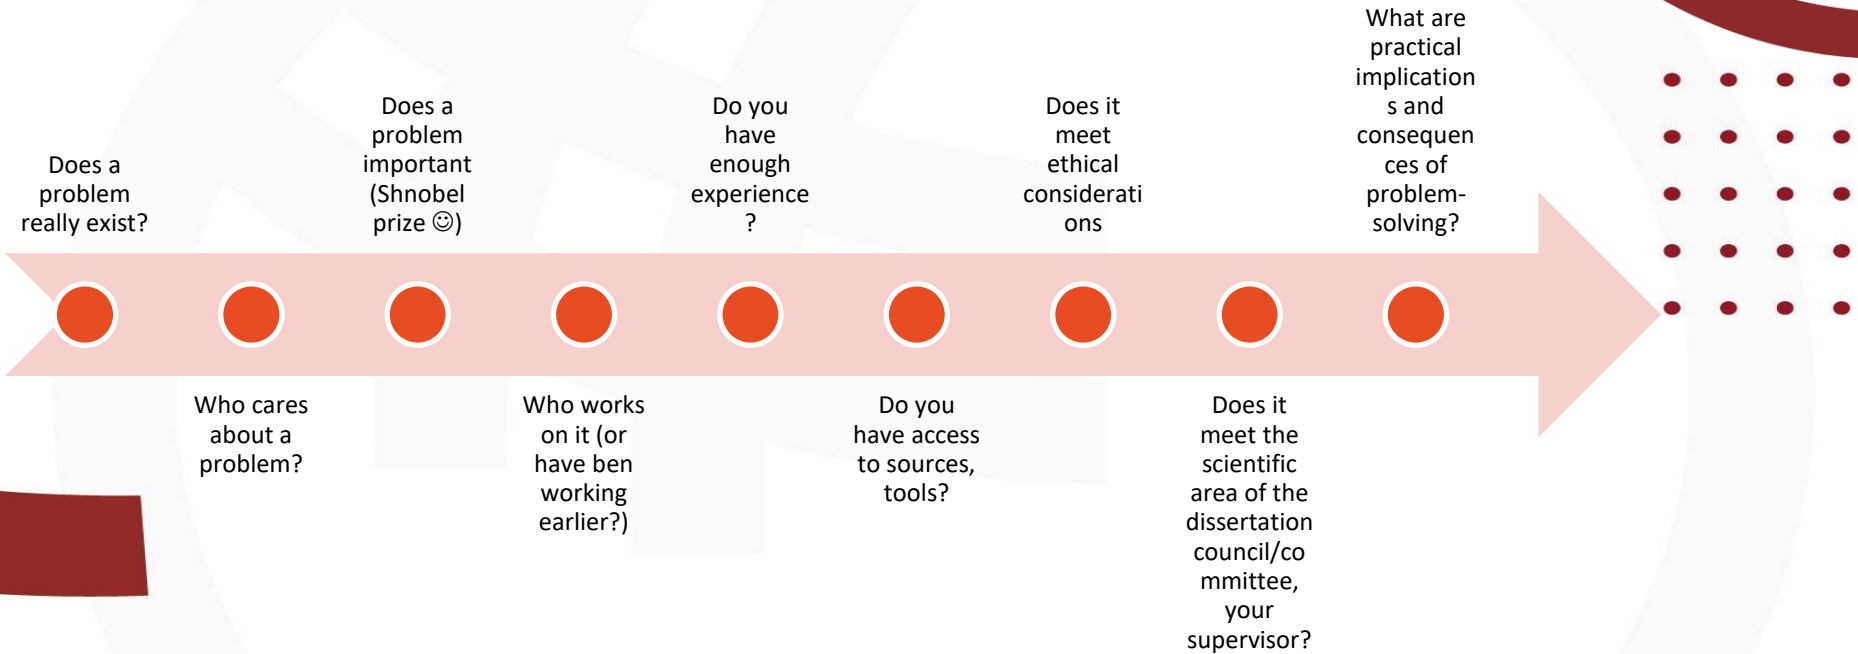 Does a
problem
really exist?
Who cares
about a
problem?
Does a
problem
important
(Shnobel
prize ☺)
Who works
on it (or
have ben
working
earlier?)
Do you
have
enough
experience
?
Do you
have access
to sources,
tools?
Does it
meet
ethical
considerati
ons
Does it
meet the
scientific
area of the
dissertation
council/co
mmittee,
your
supervisor?
What are
practical
implication
s and
consequen
ces of
problem-
solving?